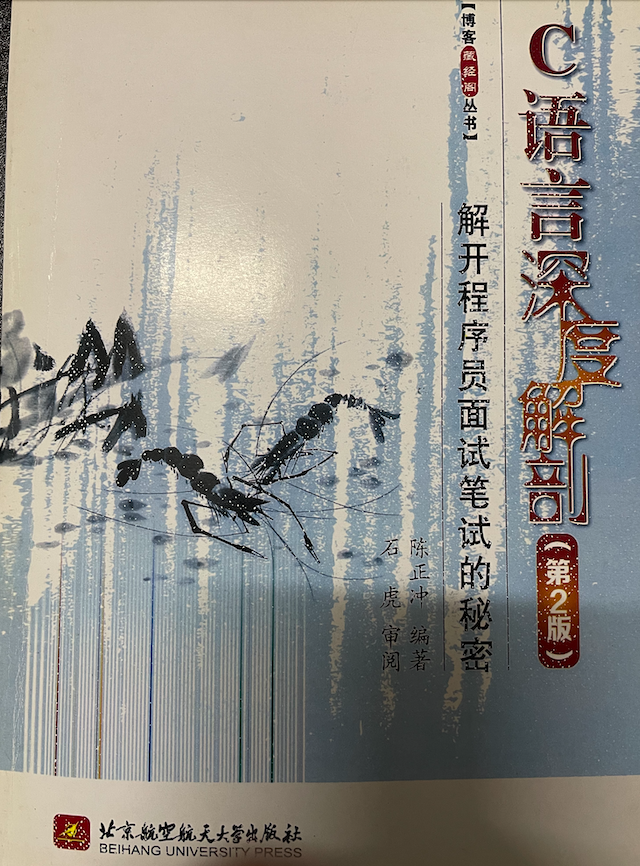 【博客藏经阁丛书】
C语言深度解剖
（第2版）
解开程序员面试笔试的秘密
陈正冲 编著
石虎 审阅
北京航空航天大学出版社
BEIHANG UNIVERSITY PRESS